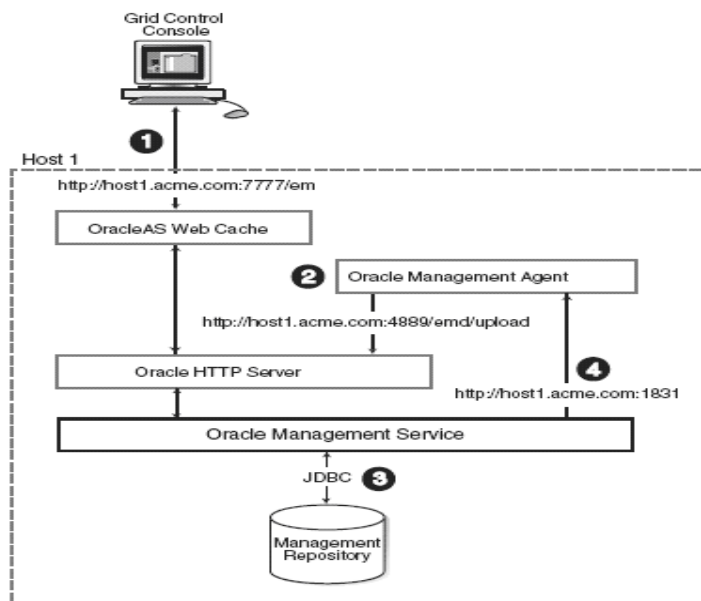 Grid Control
Console
1
Host 1
http://host1.acme.com:7777/em
OracleAS Web Cache
2
Oracle Management Agent
http://host1.acme.com:4889/emd/upload
Oracle HTTP Server
4
http://host1.acme.com:1831
Oracle Management Service
JDBC
3
Management
Repository